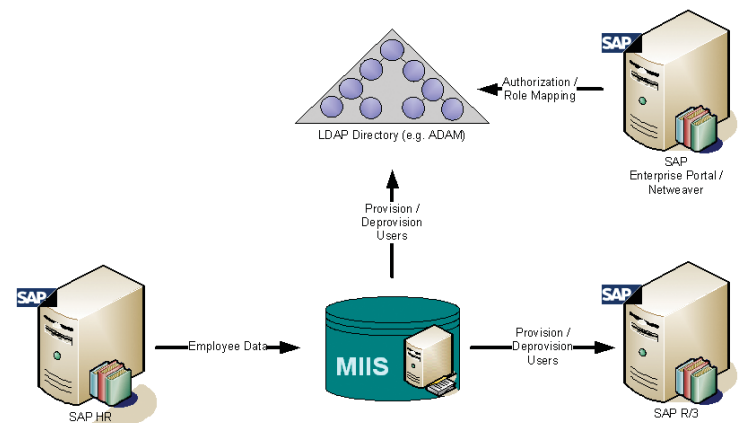 SAP
Authorization /
Role Mapping
LDAP Directory (e.g. ADAM)
SAP
Enterprise Portal /
Netweaver
Provision /
Deprovision
Users
SAP
Employee Data
SAP HR
MIIS
Provision /
Deprovision
Users
SAP
SAP R/3